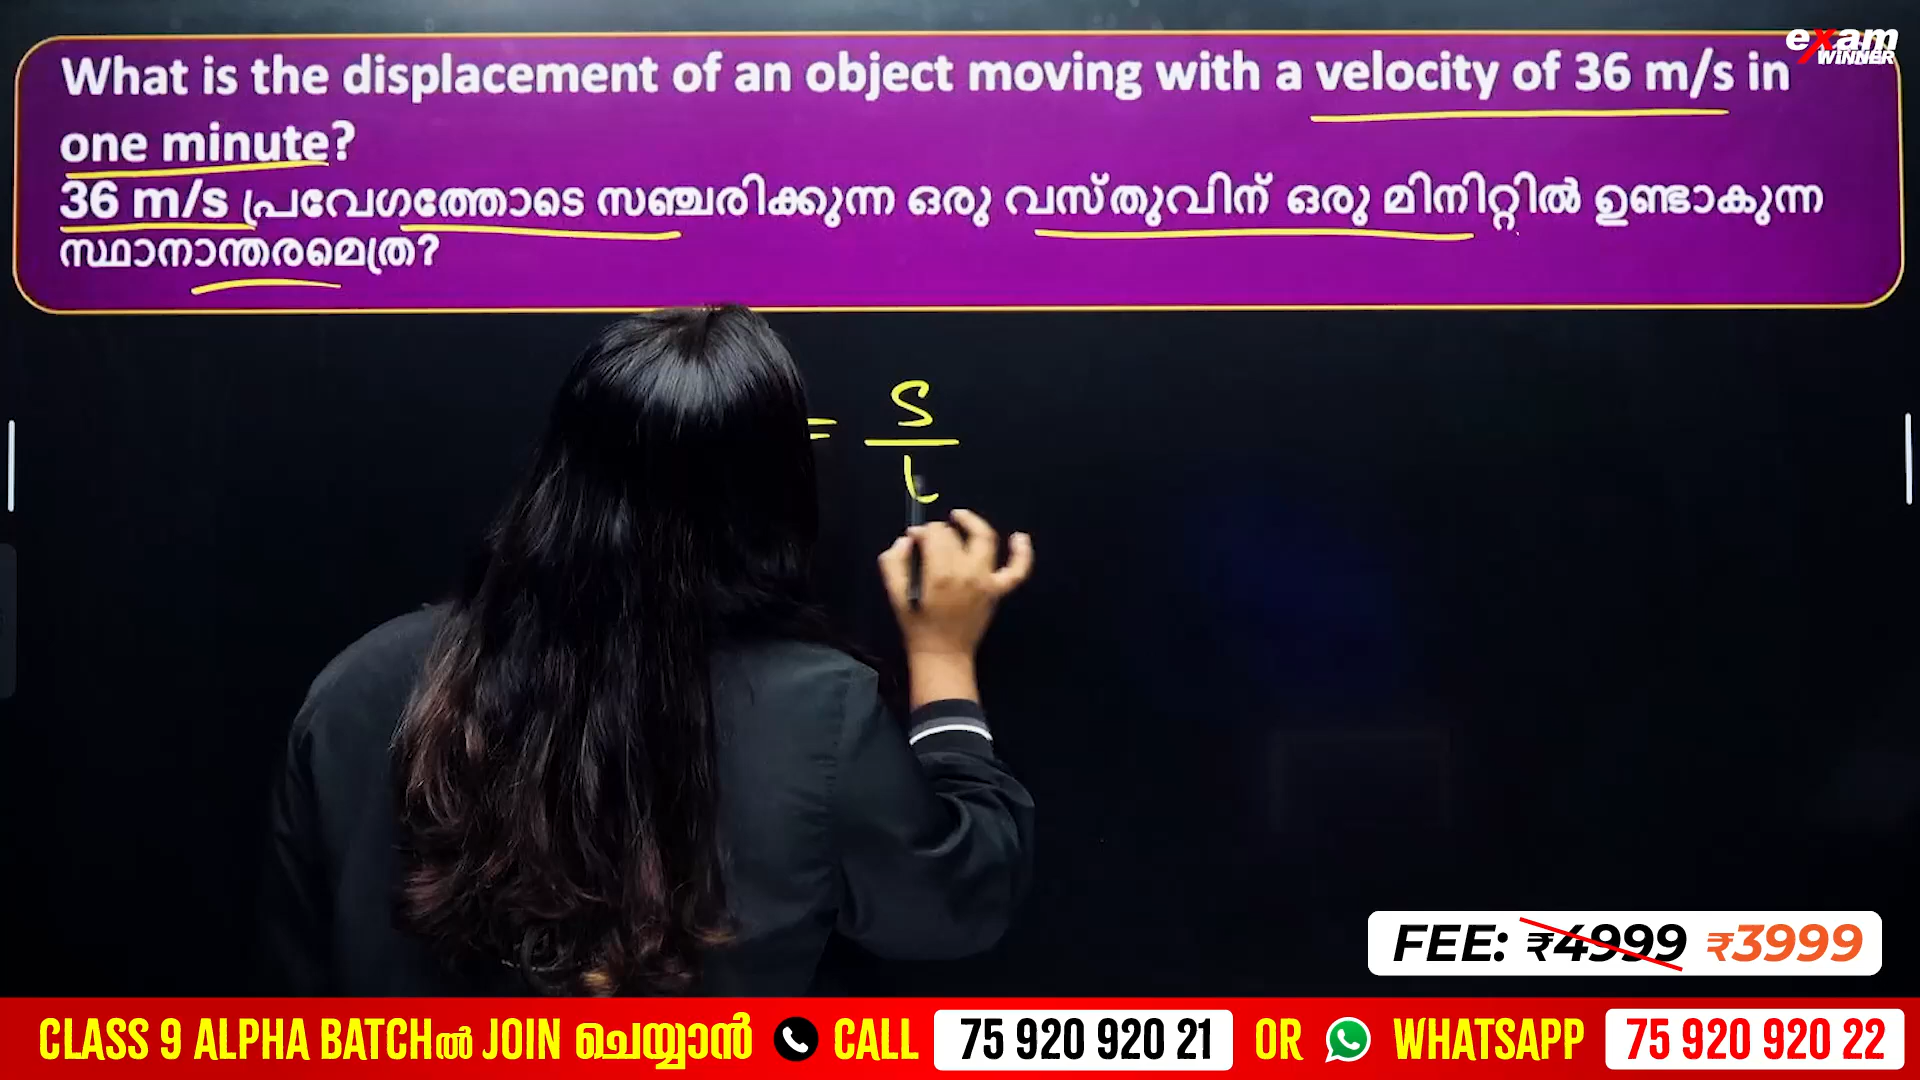 exam
WINNER
What is the displacement of an object moving with a velocity of 36 m/s in
one minute?
36 m/s പ്രവേഗത്തോടെ സഞ്ചരിക്കുന്ന ഒരു വസ്തുവിന് ഒരു മിനിറ്റിൽ ഉണ്ടാകുന്ന
സ്ഥാനാന്തരമെത്ര?
= S
t
FEE: ₹4999 ₹3999
CLASS 9 ALPHA BATCHൽ JOIN ചെയ്യാൻ CALL 75 920 920 21 OR WHATSAPP 75 920 920 22